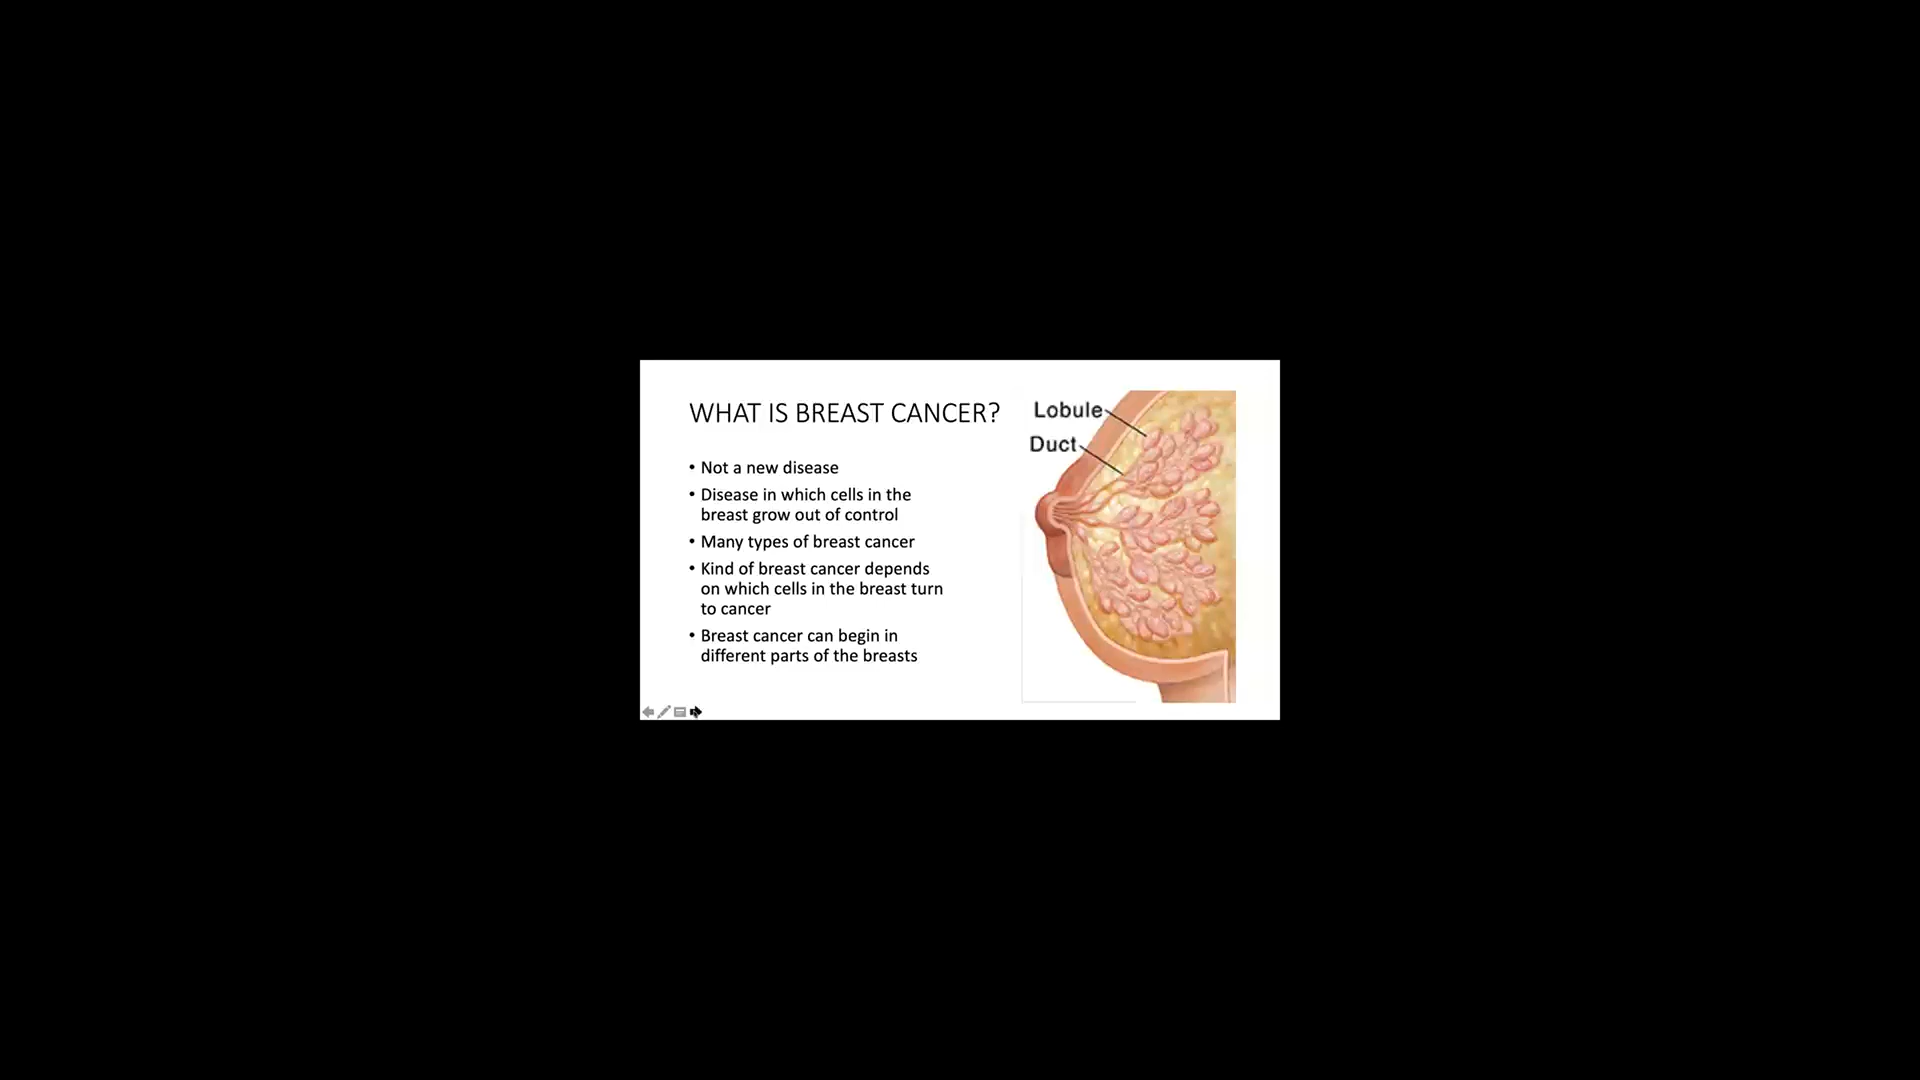 WHAT IS BREAST CANCER?
• Not a new disease
• Disease in which cells in the
breast grow out of control
• Many types of breast cancer
• Kind of breast cancer depends
on which cells in the breast turn
to cancer
• Breast cancer can begin in
different parts of the breasts
Lobule
Duct